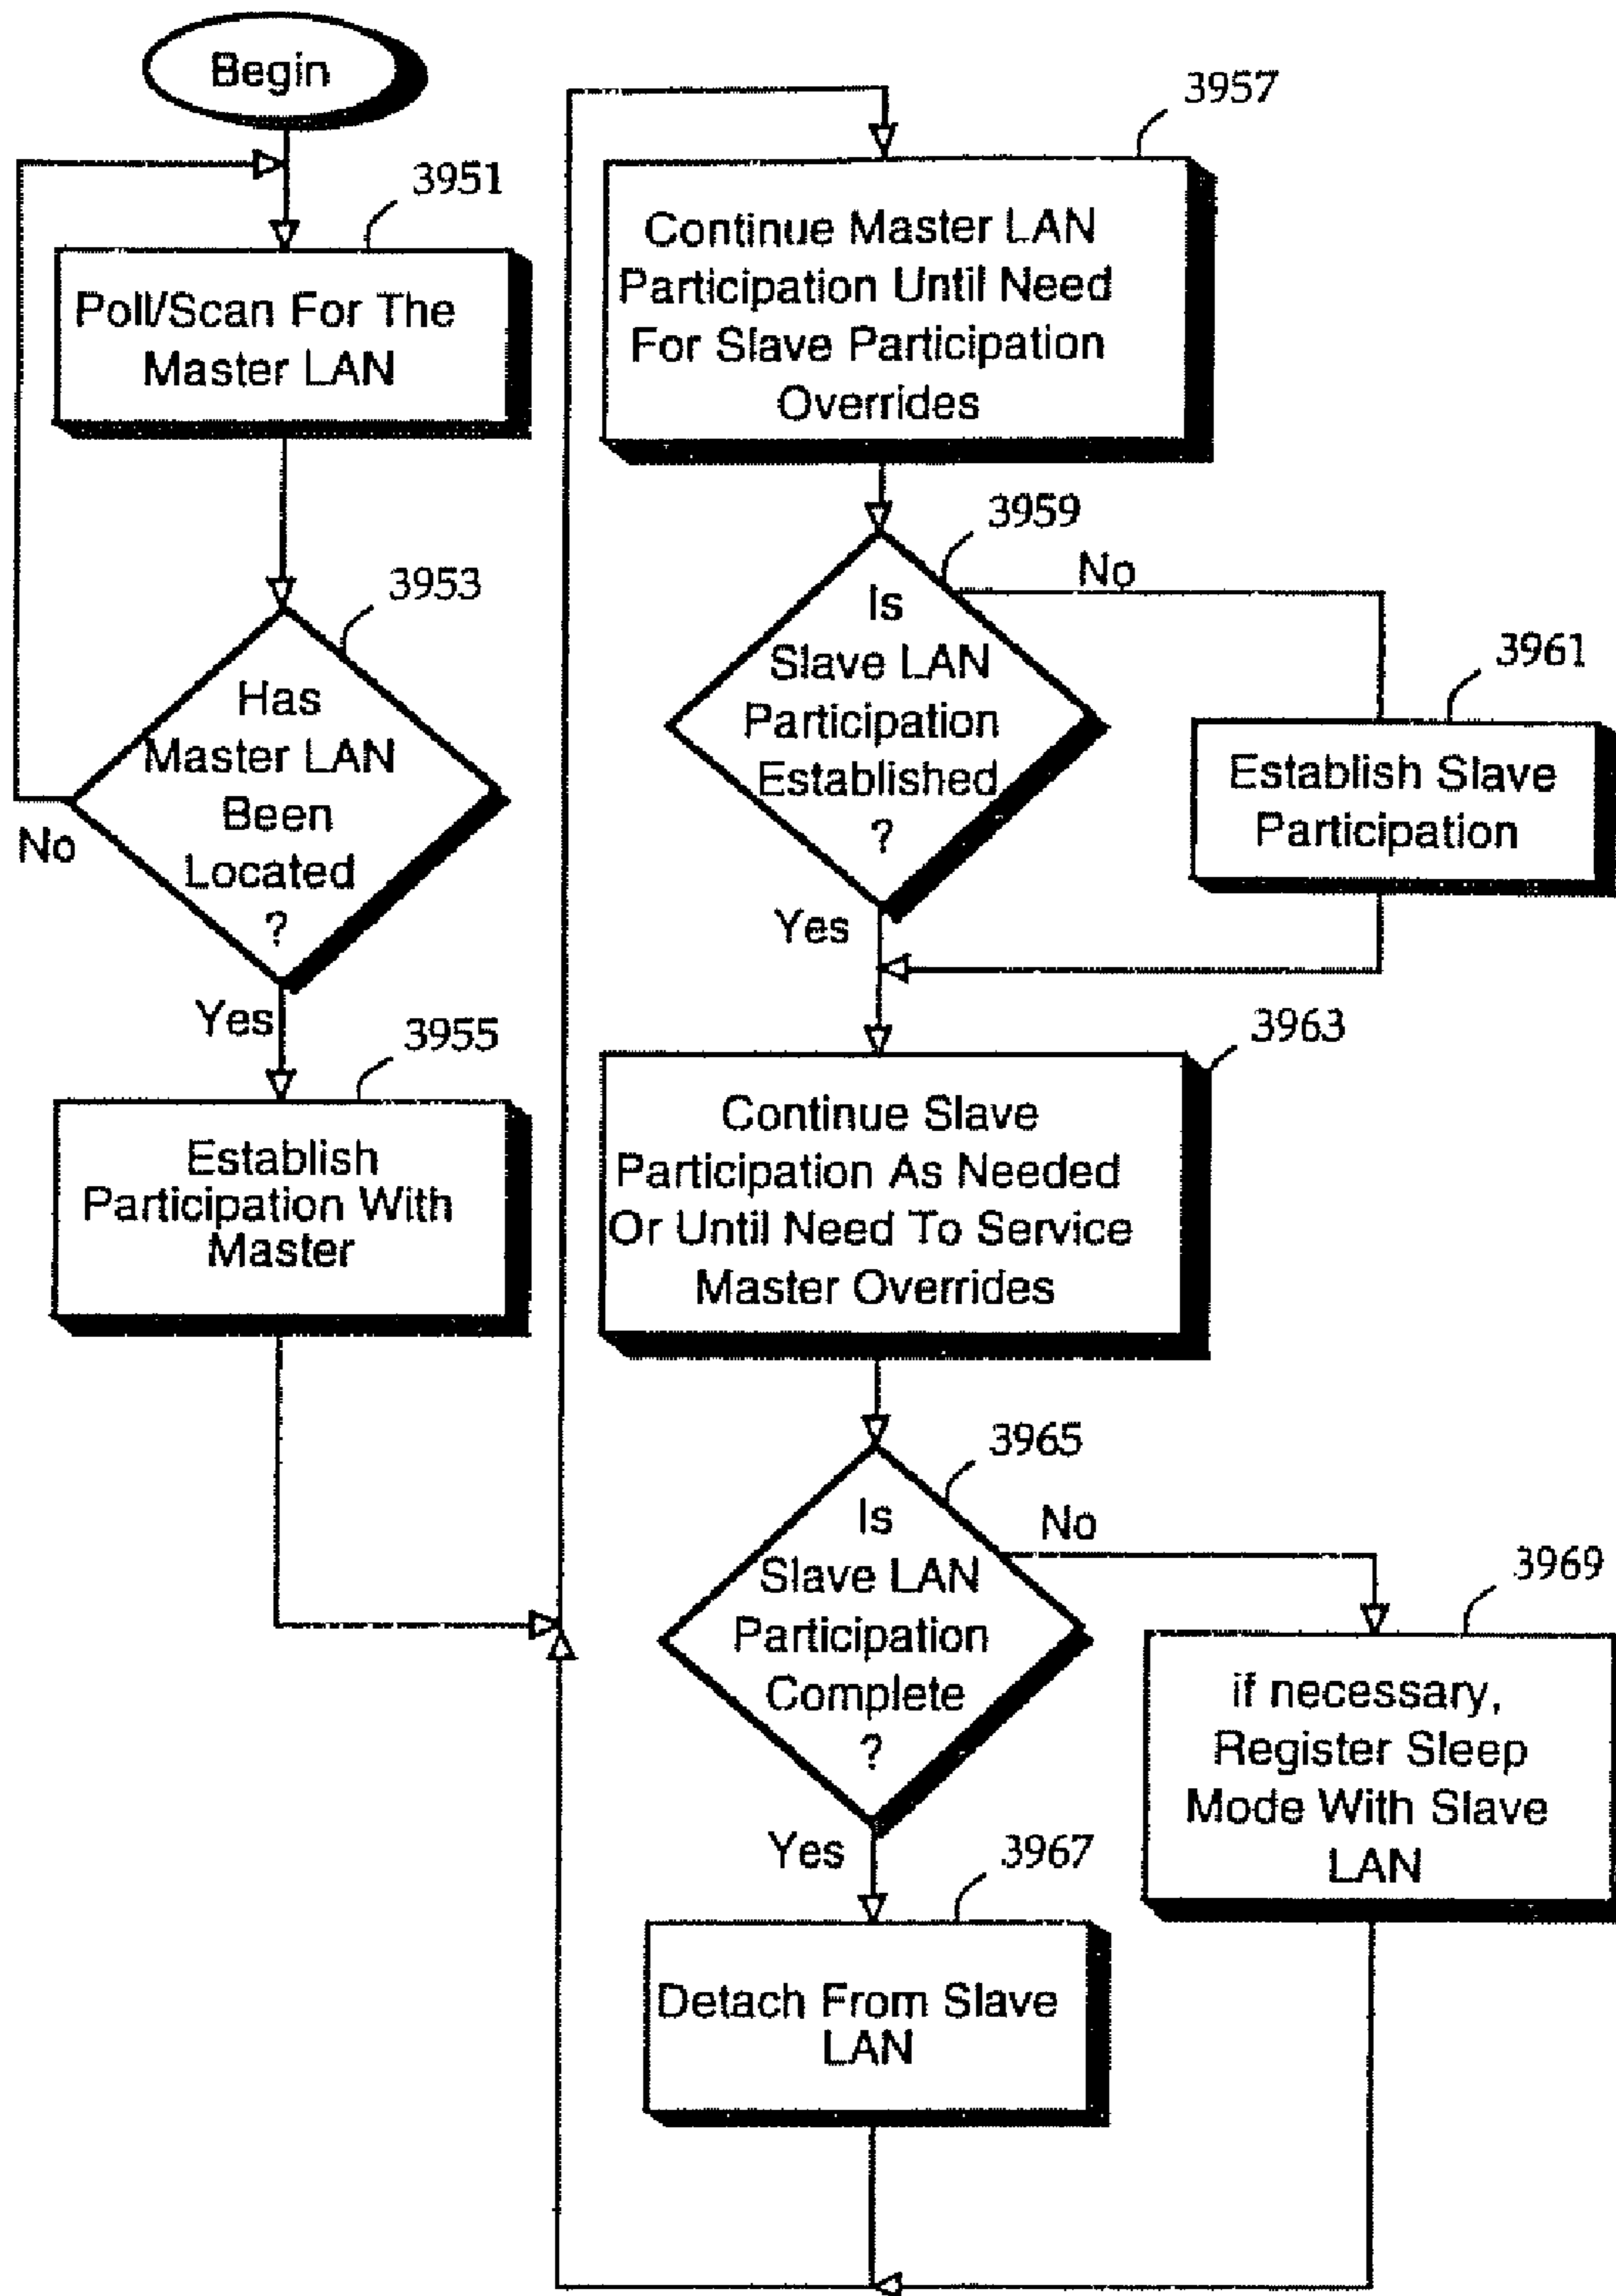 Begin
3951
Poll/Scan For The
Master LAN
3953
Has
Master LAN
Been
Located
?
No
Yes
3955
Establish
Participation With
Master
3957
Continue Master LAN
Participation Until Need
For Slave Participation
Overrides
3959
Is
Slave LAN
Participation
Established
?
No
Yes
3961
Establish Slave
Participation
3963
Continue Slave
Participation As Needed
Or Until Need To Service
Master Overrides
3965
Is
Slave LAN
Participation
Complete
?
No
Yes
3969
if necessary,
Register Sleep
Mode With Slave
LAN
3967
Detach From Slave
LAN